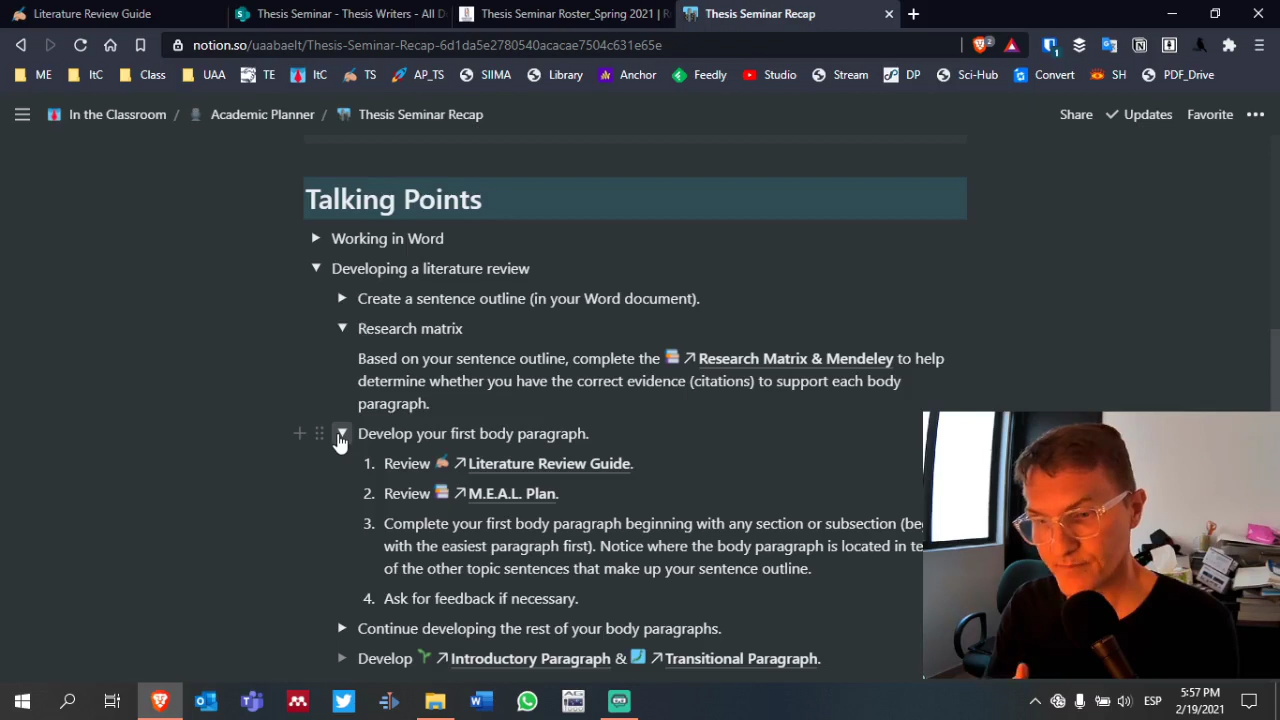 Literature Review Guide
Thesis Seminar - Thesis Writers - All D
Thesis Seminar Roster_Spring 2021 | R
Thesis Seminar Recap
notion.so/uaabaelt/Thesis-Seminar-Recap-6d1da5e2780540acacae7504c631e65e
2
1
ME
ItC
Class
UAA
TE
ItC
TS
AP_TS
SIIMA
Library
Anchor
Feedly
Studio
Stream
DP
Sci-Hub
Convert
SH
PDF_Drive
In the Classroom / Academic Planner / Thesis Seminar Recap
Share
Updates
Favorite
Talking Points
Working in Word
Developing a literature review
Create a sentence outline (in your Word document).
Research matrix
Based on your sentence outline, complete the Research Matrix & Mendeley to help
determine whether you have the correct evidence (citations) to support each body
paragraph.
Develop your first body paragraph.
1. Review Literature Review Guide.
2. Review M.E.A.L. Plan.
3. Complete your first body paragraph beginning with any section or subsection (be
with the easiest paragraph first). Notice where the body paragraph is located in te
of the other topic sentences that make up your sentence outline.
4. Ask for feedback if necessary.
Continue developing the rest of your body paragraphs.
Develop Introductory Paragraph & Transitional Paragraph.
ESP
5:57 PM
2/19/2021